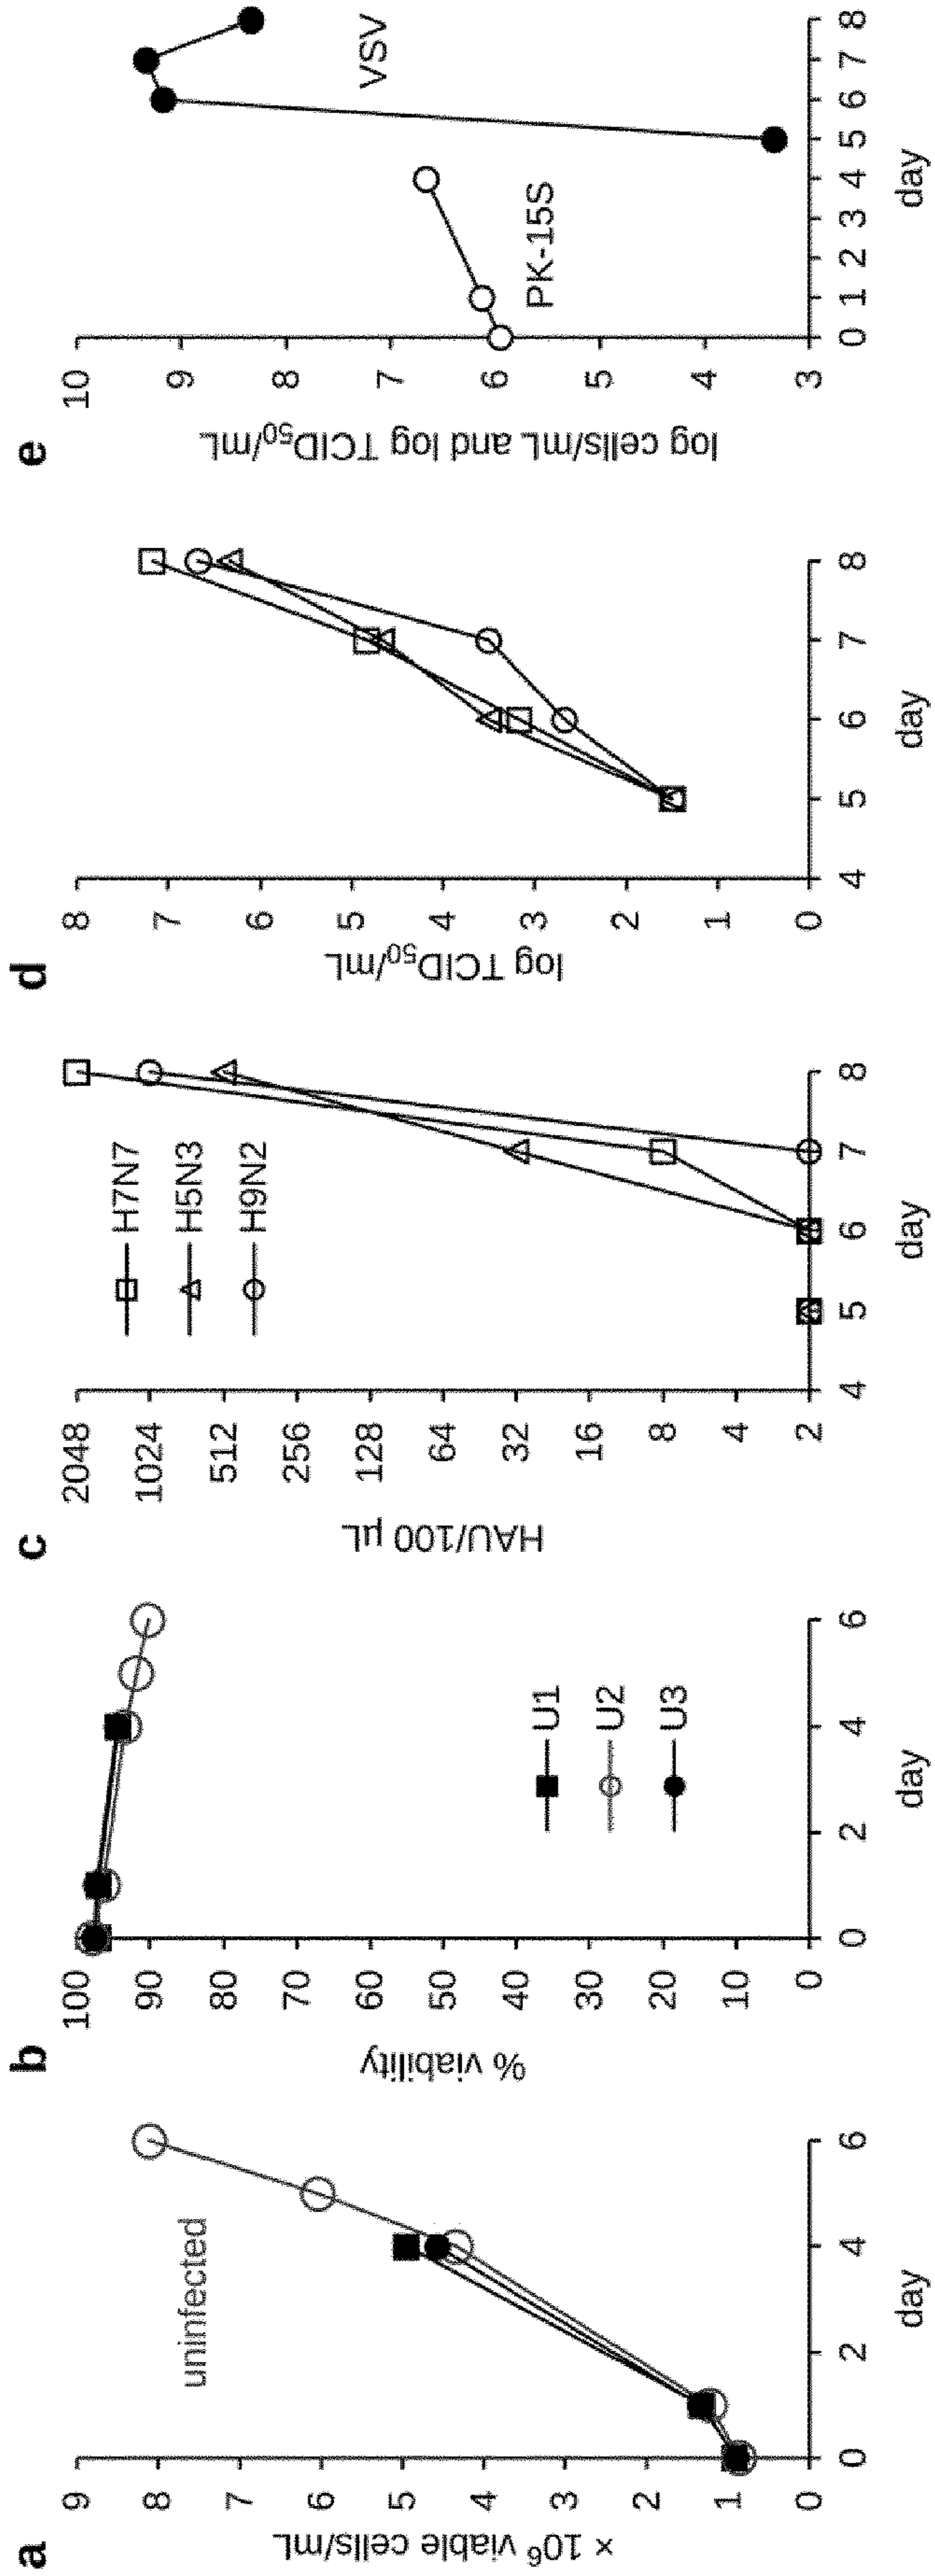 a
× 10⁶ viable cells/mL
9
8
7
6
5
4
3
2
1
0
uninfected
0 2 4 6
day
b
% viability
100
90
80
70
60
50
40
30
20
10
0
U1
U2
U3
0 2 4 6
day
c
HAU/100 µL
2048
1024
512
256
128
64
32
16
8
4
2
H7N7
H5N3
H9N2
4 5 6 7 8
day
d
log TCID₅₀/mL
8
7
6
5
4
3
2
1
0
4 5 6 7 8
day
e
log cells/mL and log TCID₅₀/mL
10
9
8
7
6
5
4
3
VSV
PK-15S
0 1 2 3 4 5 6 7 8
day